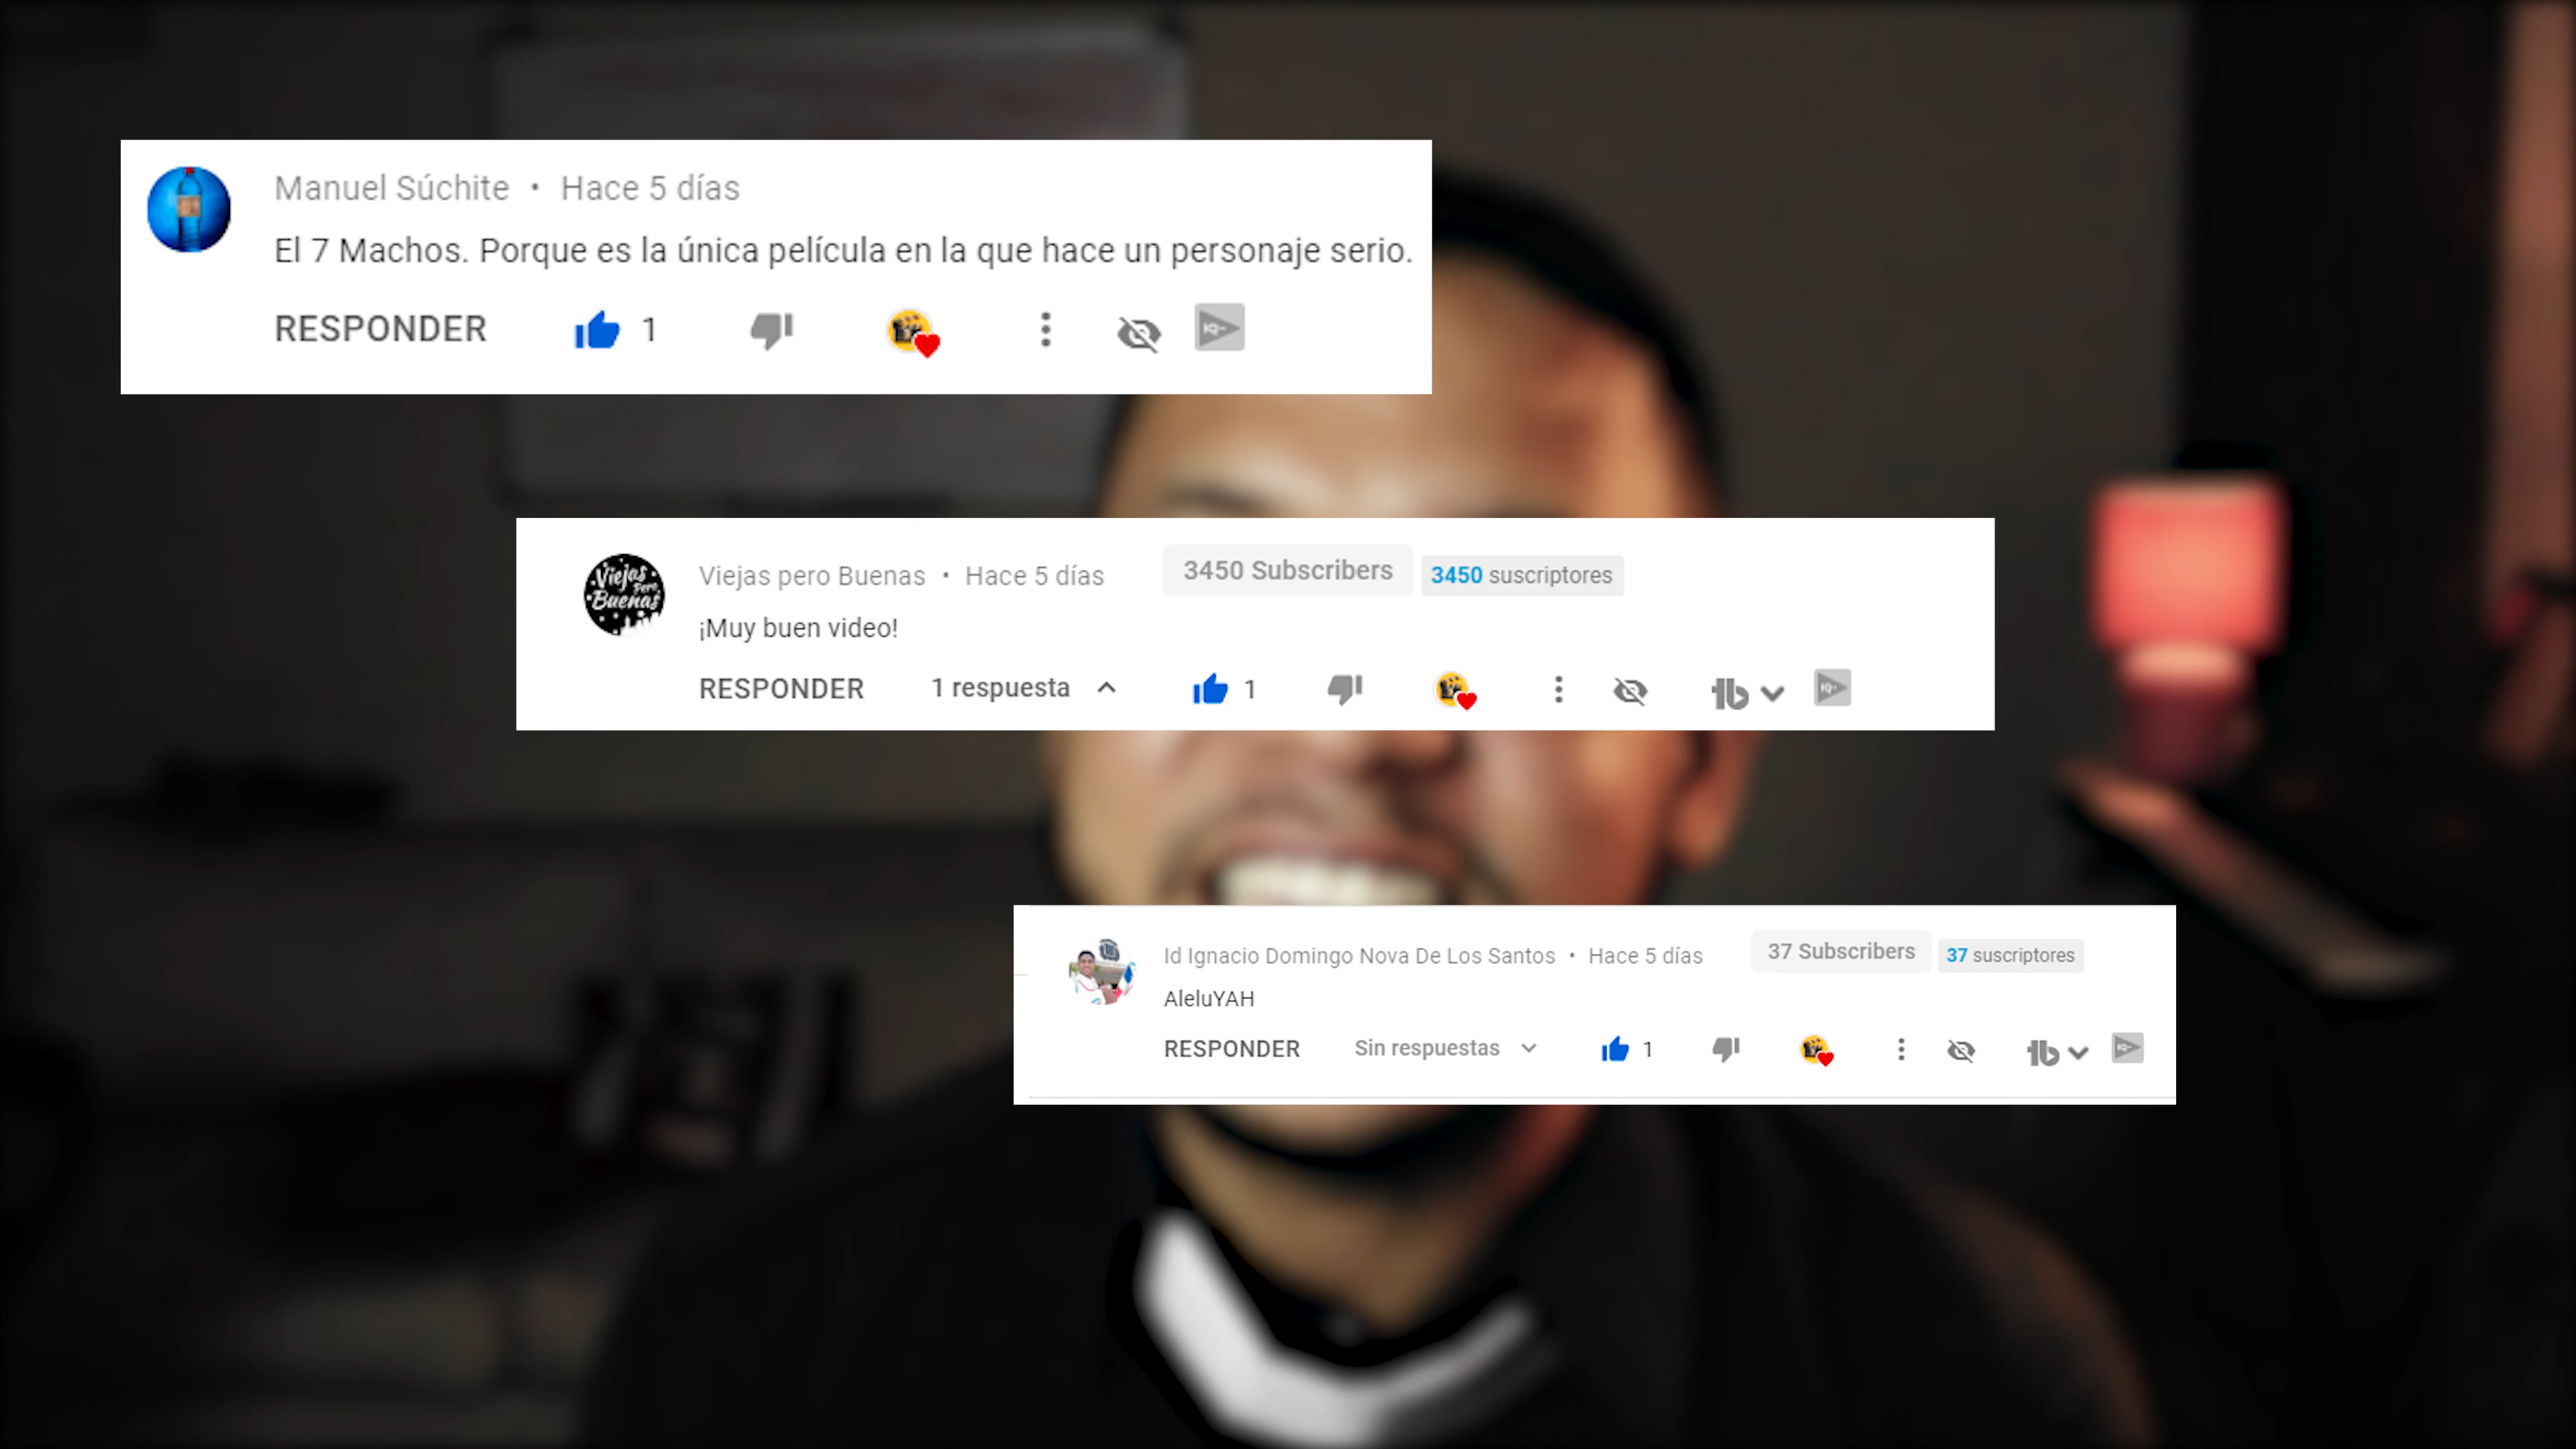 Manuel Súchite • Hace 5 días
El 7 Machos. Porque es la única película en la que hace un personaje serio.
RESPONDER 1
Viejas pero Buenas
Viejas pero Buenas • Hace 5 días 3450 Subscribers 3450 suscriptores
¡Muy buen video!
RESPONDER 1 respuesta 1
Id Ignacio Domingo Nova De Los Santos • Hace 5 días 37 Subscribers 37 suscriptores
AleluYAH
RESPONDER Sin respuestas 1